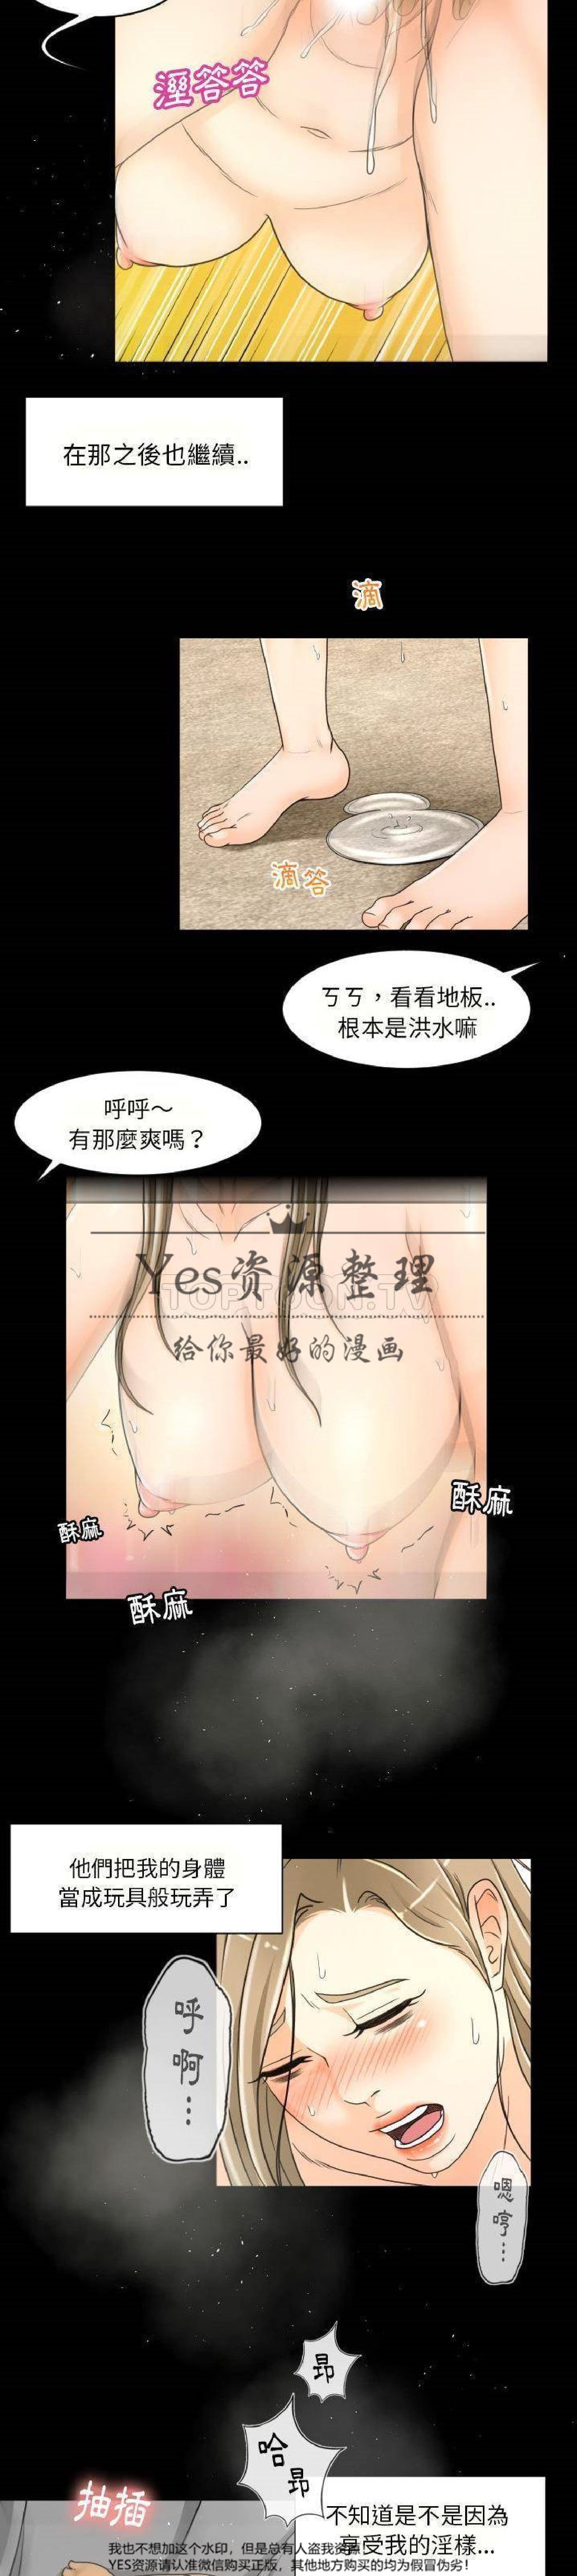 溼答答
在那之後也繼續..
滴
滴答
ㄎㄎ，看看地板..
根本是洪水嘛
呼呼～
有那麼爽嗎？
Yes资源整理
TOPTOON.TV
给你最好的漫画
酥麻
酥麻
酥麻
他們把我的身體
當成玩具般玩弄了
呼啊…
嗯哼…
昂
哈昂
抽插
不知道是不是因為
享受我的淫樣…
我也不想加这个水印，但是总有人盗我资源
YES资源请认准微信购买正版，其他地方购买的均为假冒伪劣!